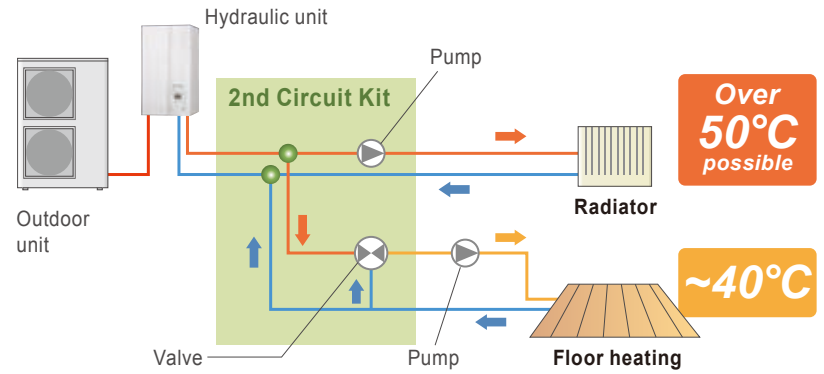 Hydraulic unit
Pump
2nd Circuit Kit
Over
50°C
possible
Outdoor
unit
Radiator
~40°C
Valve
Pump
Floor heating